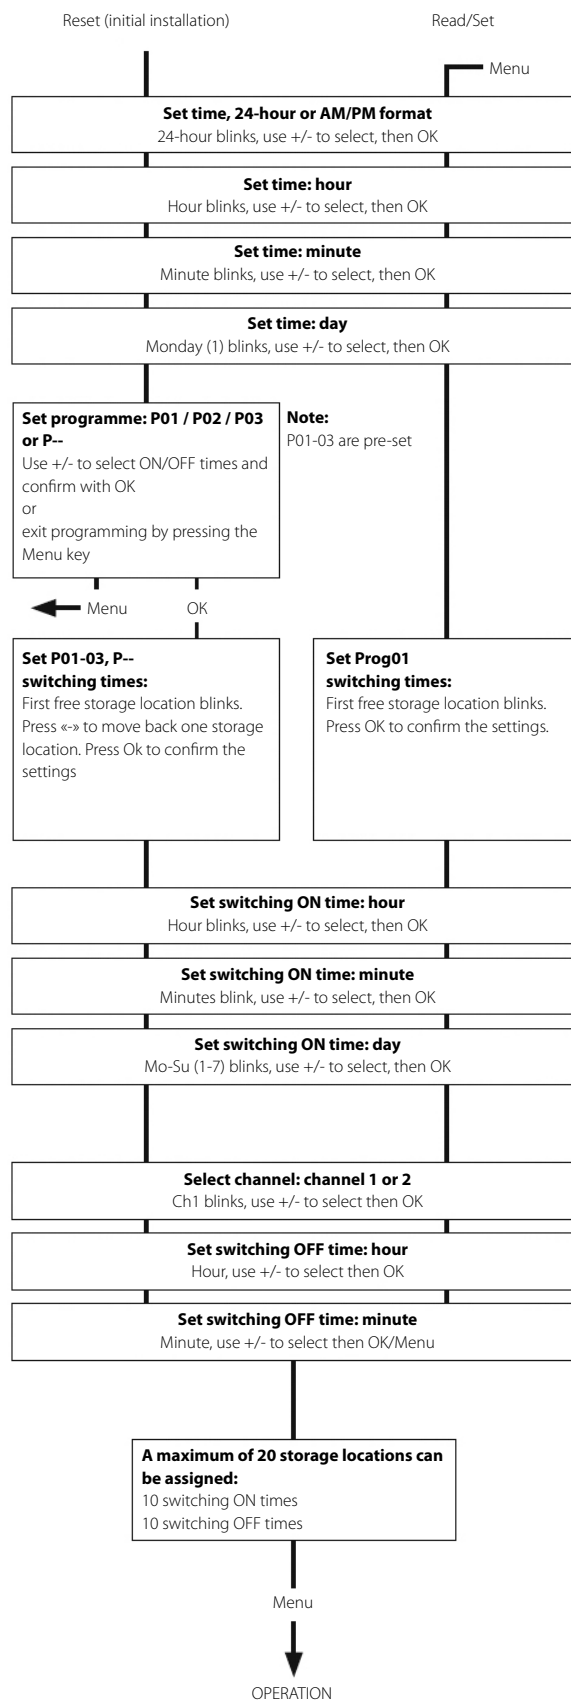 Reset (initial installation)
Read/Set
Menu
Set time, 24-hour or AM/PM format
24-hour blinks, use +/- to select, then OK
Set time: hour
Hour blinks, use +/- to select, then OK
Set time: minute
Minute blinks, use +/- to select, then OK
Set time: day
Monday (1) blinks, use +/- to select, then OK
Set programme: P01 / P02 / P03
or P--
Use +/- to select ON/OFF times and
confirm with OK
or
exit programming by pressing the
Menu key
Note:
P01-03 are pre-set
Menu
OK
Set P01-03, P--
switching times:
First free storage location blinks.
Press «-» to move back one storage
location. Press Ok to confirm the
settings
Set Prog01
switching times:
First free storage location blinks.
Press OK to confirm the settings.
Set switching ON time: hour
Hour blinks, use +/- to select, then OK
Set switching ON time: minute
Minutes blink, use +/- to select, then OK
Set switching ON time: day
Mo-Su (1-7) blinks, use +/- to select, then OK
Select channel: channel 1 or 2
Ch1 blinks, use +/- to select then OK
Set switching OFF time: hour
Hour, use +/- to select then OK
Set switching OFF time: minute
Minute, use +/- to select then OK/Menu
A maximum of 20 storage locations can
be assigned:
10 switching ON times
10 switching OFF times
Menu
OPERATION